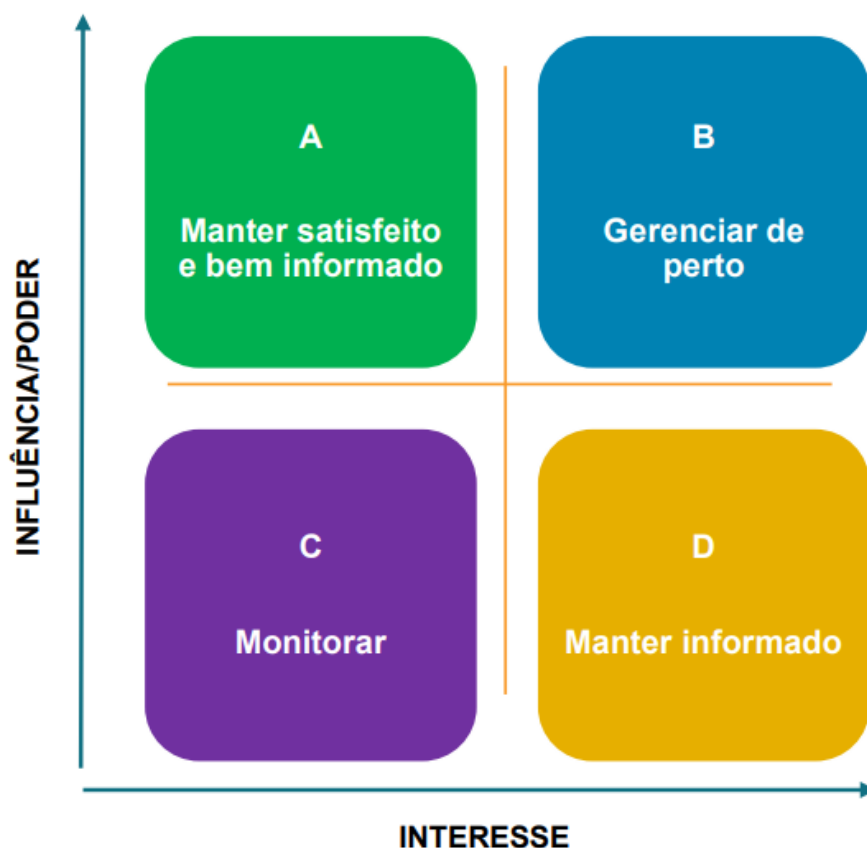 INFLUÊNCIA/PODER
A
Manter satisfeito
e bem informado
B
Gerenciar de
perto
C
Monitorar
D
Manter informado
INTERESSE